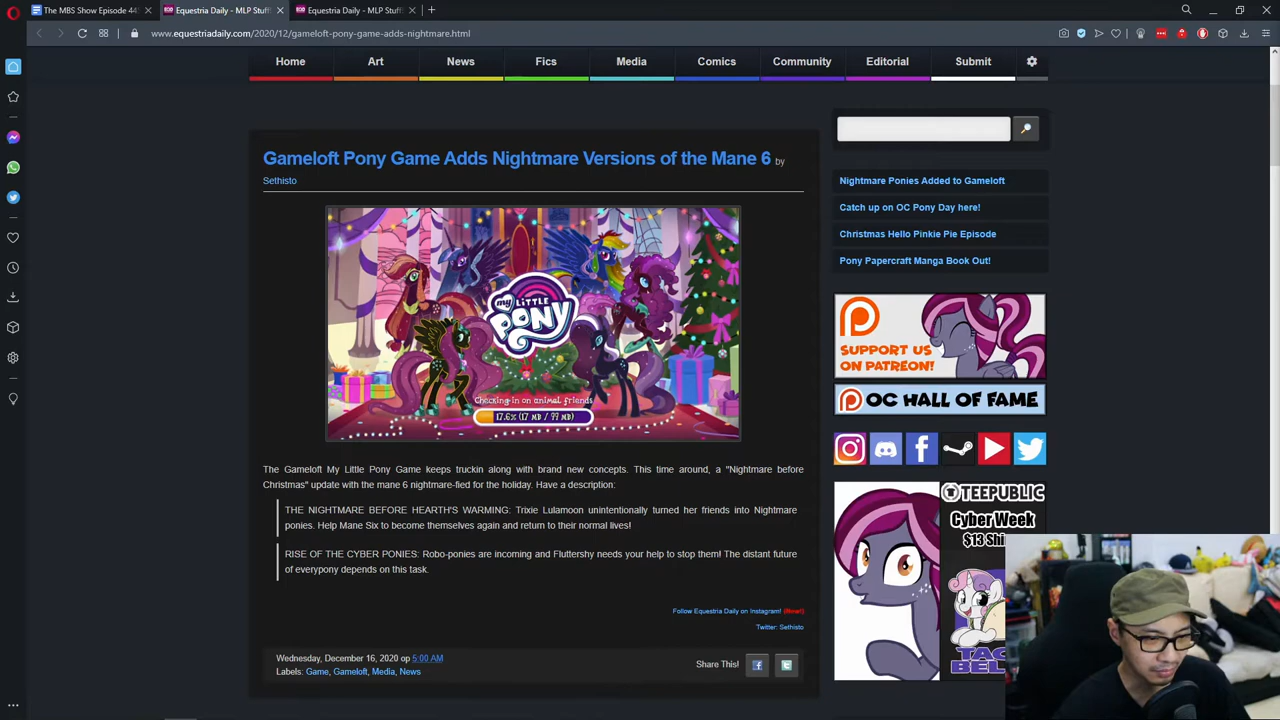 The MBS Show Episode 44
Equestria Daily - MLP Stuff
Equestria Daily - MLP Stuff
www.equestriadaily.com/2020/12/gameloft-pony-game-adds-nightmare.html
Home Art News Fics Media Comics Community Editorial Submit
Gameloft Pony Game Adds Nightmare Versions of the Mane 6 by
Sethisto
my LITTLE
PONY
Checking in on animal friends
17.6% (17 MB / 99 MB)
The Gameloft My Little Pony Game keeps truckin along with brand new concepts. This time around, a "Nightmare before
Christmas" update with the mane 6 nightmare-fied for the holiday. Have a description:
THE NIGHTMARE BEFORE HEARTH'S WARMING: Trixie Lulamoon unintentionally turned her friends into Nightmare
ponies. Help Mane Six to become themselves again and return to their normal lives!
RISE OF THE CYBER PONIES: Robo-ponies are incoming and Fluttershy needs your help to stop them! The distant future
of everypony depends on this task.
Follow Equestria Daily on Instagram! (New!)
Twitter: Sethisto
Wednesday, December 16, 2020 op 5:00 AM
Labels: Game, Gameloft, Media, News
Share This!
Nightmare Ponies Added to Gameloft
Catch up on OC Pony Day here!
Christmas Hello Pinkie Pie Episode
Pony Papercraft Manga Book Out!
SUPPORT US
ON PATREON!
OC HALL OF FAME
TEEPUBLIC
Cyber Week
$13 Shi
TAC
BEL